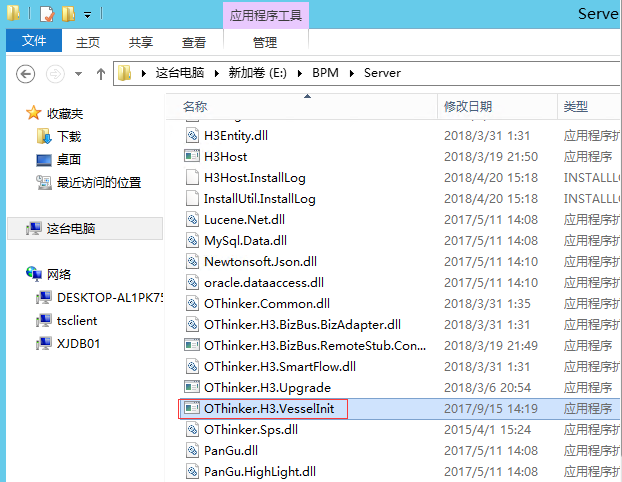 应用程序工具
Serve
文件 主页 共享 查看 管理
这台电脑 新加卷 (E:) BPM Server
收藏夹
下载
桌面
最近访问的位置
这台电脑
网络
DESKTOP-AL1PK75
tsclient
XJDB01
名称 修改日期 类型
H3Entity.dll 2018/3/31 1:31 应用程序扩
H3Host 2018/3/19 21:50 应用程序
H3Host.InstallLog 2018/4/20 15:18 INSTALLLO
InstallUtil.InstallLog 2018/4/20 15:18 INSTALLLO
Lucene.Net.dll 2017/5/11 14:08 应用程序扩
MySql.Data.dll 2017/5/11 14:08 应用程序扩
Newtonsoft.Json.dll 2017/5/11 14:10 应用程序扩
oracle.dataaccess.dll 2017/5/11 14:10 应用程序扩
OThinker.Common.dll 2018/3/31 1:35 应用程序扩
OThinker.H3.BizBus.BizAdapter.dll 2018/3/31 1:31 应用程序扩
OThinker.H3.BizBus.RemoteStub.Con... 2018/3/19 21:49 应用程序
OThinker.H3.SmartFlow.dll 2018/3/31 1:31 应用程序扩
OThinker.H3.Upgrade 2018/3/6 20:54 应用程序
OThinker.H3.VesselInit 2017/9/15 14:19 应用程序
OThinker.Sps.dll 2015/4/1 15:24 应用程序扩
PanGu.dll 2017/5/11 14:08 应用程序扩
PanGu.HighLight.dll 2017/5/11 14:08 应用程序扩